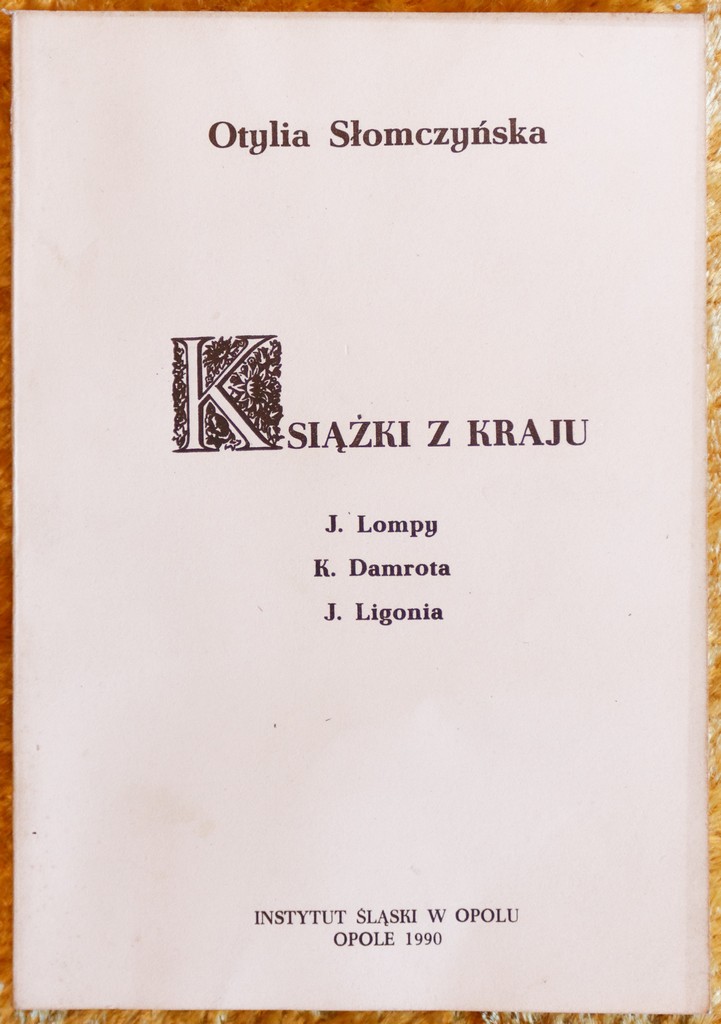 Otylia Słomczyńska
KSIĄŻKI Z KRAJU
J. Lompy
K. Damrota
J. Ligonia
INSTYTUT ŚLĄSKI W OPOLU
OPOLE 1990